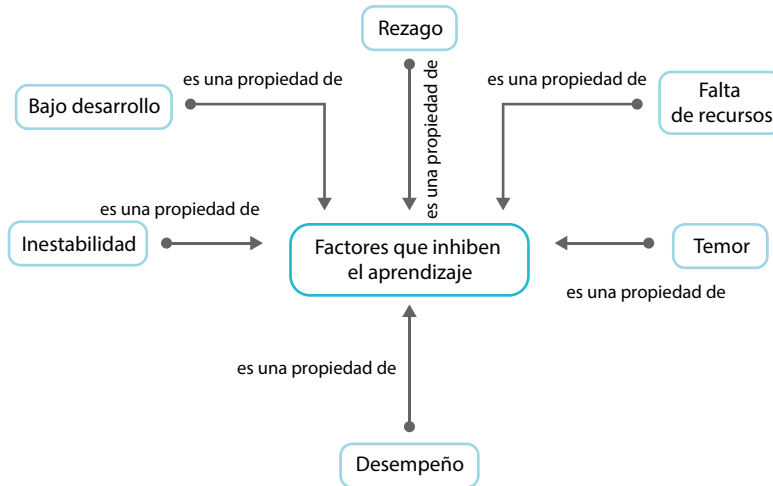 Rezago
es una propiedad de
es una propiedad de
es una propiedad de
Bajo desarrollo
Falta
de recursos
es una propiedad de
Inestabilidad
Factores que inhiben
el aprendizaje
Temor
es una propiedad de
es una propiedad de
Desempeño